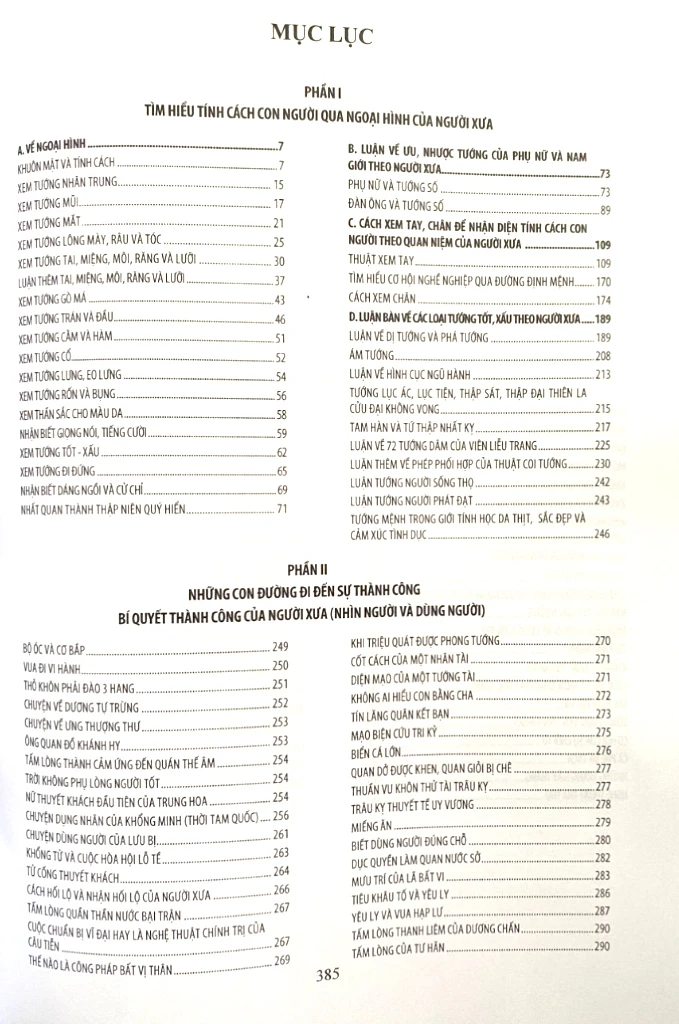 MỤC LỤC
PHẦN I
TÌM HIỂU TÍNH CÁCH CON NGƯỜI QUA NGOẠI HÌNH CỦA NGƯỜI XƯA
A. VỀ NGOẠI HÌNH ... 7
KHUÔN MẶT VÀ TÍNH CÁCH ... 7
XEM TƯỚNG NHÂN TRUNG ... 15
XEM TƯỚNG MŨI ... 17
XEM TƯỚNG MẮT ... 21
XEM TƯỚNG LÔNG MÀY, RÂU VÀ TÓC ... 25
XEM TƯỚNG TAI, MIỆNG, MÔI, RĂNG VÀ LƯỠI ... 30
LUẬN THÊM TAI, MIỆNG, MÔI, RĂNG VÀ LƯỠI ... 37
XEM TƯỚNG GÒ MÁ ... 43
XEM TƯỚNG TRÁN VÀ ĐẦU ... 46
XEM TƯỚNG CẰM VÀ HÀM ... 51
XEM TƯỚNG CỔ ... 52
XEM TƯỚNG LƯNG, EO LƯNG ... 54
XEM TƯỚNG RỐN VÀ BỤNG ... 56
XEM THẦN SẮC CHO MÀU DA ... 58
NHẬN BIẾT GIỌNG NÓI, TIẾNG CƯỜI ... 59
XEM TƯỚNG TỐT - XẤU ... 62
XEM TƯỚNG ĐI ĐỨNG ... 65
NHẬN BIẾT DÁNG NGỒI VÀ CỬ CHỈ ... 69
NHẤT QUAN THÀNH THẬP NIÊN QUÝ HIỂN ... 71
B. LUẬN VỀ ƯU, NHƯỢC TƯỚNG CỦA PHỤ NỮ VÀ NAM
GIỚI THEO NGƯỜI XƯA ... 73
PHỤ NỮ VÀ TƯỚNG SỐ ... 73
ĐÀN ÔNG VÀ TƯỚNG SỐ ... 89
C. CÁCH XEM TAY, CHÂN ĐỂ NHẬN DIỆN TÍNH CÁCH CON
NGƯỜI THEO QUAN NIỆM CỦA NGƯỜI XƯA ... 109
THUẬT XEM TAY ... 109
TÌM HIỂU CƠ HỘI NGHỀ NGHIỆP QUA ĐƯỜNG ĐỊNH MỆNH ... 170
CÁCH XEM CHÂN ... 174
D. LUẬN BÀN VỀ CÁC LOẠI TƯỚNG TỐT, XẤU THEO NGƯỜI XƯA ... 189
LUẬN VỀ DỊ TƯỚNG VÀ PHÁ TƯỚNG ... 189
ÁM TƯỚNG ... 208
LUẬN VỀ HÌNH CỤC NGŨ HÀNH ... 213
TƯỚNG LỤC ÁC, LỤC TIỆN, THẬP SÁT, THẬP ĐẠI THIÊN LA
CỬU ĐẠI KHÔNG VONG ... 215
TAM HÀN VÀ TỨ THẬP NHẤT KỴ ... 217
LUẬN VỀ 72 TƯỚNG DÂM CỦA VIÊN LIỄU TRANG ... 225
LUẬN THÊM VỀ PHÉP PHỐI HỢP CỦA THUẬT COI TƯỚNG ... 230
LUẬN TƯỚNG NGƯỜI SỐNG THỌ ... 242
LUẬN TƯỚNG NGƯỜI PHÁT ĐẠT ... 243
TƯỚNG MỆNH TRONG GIỚI TÍNH HỌC DA THỊT, SẮC ĐẸP VÀ
CẢM XÚC TÌNH DỤC ... 246
PHẦN II
NHỮNG CON ĐƯỜNG ĐI ĐẾN SỰ THÀNH CÔNG
BÍ QUYẾT THÀNH CÔNG CỦA NGƯỜI XƯA (NHÌN NGƯỜI VÀ DÙNG NGƯỜI)
BỘ ÓC VÀ CƠ BẮP ... 249
VUA ĐI VI HÀNH ... 250
THỎ KHÔN PHẢI ĐÀO 3 HANG ... 251
CHUYỆN VỀ DƯƠNG TỰ TRỪNG ... 252
CHUYỆN VỀ ƯNG THƯỢNG THƯ ... 253
ÔNG QUAN ĐỒ KHÁNH HỶ ... 253
TẤM LÒNG THÀNH CẢM ỨNG ĐẾN QUẦN THẾ ÂM ... 254
TRỜI KHÔNG PHỤ LÒNG NGƯỜI TỐT ... 254
NỮ THUYẾT KHÁCH ĐẦU TIÊN CỦA TRUNG HOA ... 254
CHUYỆN DỤNG NHÂN CỦA KHỔNG MINH (THỜI TAM QUỐC) ... 256
CHUYỆN DÙNG NGƯỜI CỦA LƯU BỊ ... 261
KHỔNG TỬ VÀ CUỘC HÒA HỘI LỖ TỀ ... 263
TỬ CỐNG THUYẾT KHÁCH ... 264
CÁCH HỐI LỘ VÀ NHẬN HỐI LỘ CỦA NGƯỜI XƯA ... 266
TẤM LÒNG QUẦN THẦN NƯỚC BẠI TRẬN ... 267
CUỘC CHUẨN BỊ VĨ ĐẠI HAY LÀ NGHỆ THUẬT CHÍNH TRỊ CỦA
CÂU TIỄN ... 267
THẾ NÀO LÀ CÔNG PHÁP BẤT VỊ THÂN ... 269
KHI TRIỆU QUÁT ĐƯỢC PHONG TƯỚNG ... 270
CỐT CÁCH CỦA MỘT NHÂN TÀI ... 271
DIỆN MẠO CỦA MỘT TƯỚNG TÀI ... 271
KHÔNG AI HIỂU CON BẰNG CHA ... 272
TÍN LĂNG QUÂN KẾT BẠN ... 273
MẠO BIỆN CỨU TRI KỶ ... 275
BIỂN CÁ LỚN ... 276
QUAN DỞ ĐƯỢC KHEN, QUAN GIỎI BỊ CHÊ ... 277
THUẦN VU KHÔN THỬ TÀI TRÂU KỴ ... 277
TRÂU KỴ THUYẾT TỀ UY VƯƠNG ... 278
MIẾNG ĂN ... 279
BIẾT DÙNG NGƯỜI ĐÚNG CHỖ ... 280
DỤC QUYỀN LÀM QUAN NƯỚC SỞ ... 282
MƯU TRÍ CỦA LÃ BẤT VI ... 283
TIÊU KHÂU TỐ VÀ YÊU LY ... 286
YÊU LY VÀ VUA HẠP LƯ ... 287
TẤM LÒNG THANH LIÊM CỦA DƯƠNG CHẤN ... 290
TẤM LÒNG CỦA TƯ HÃN ... 290
385